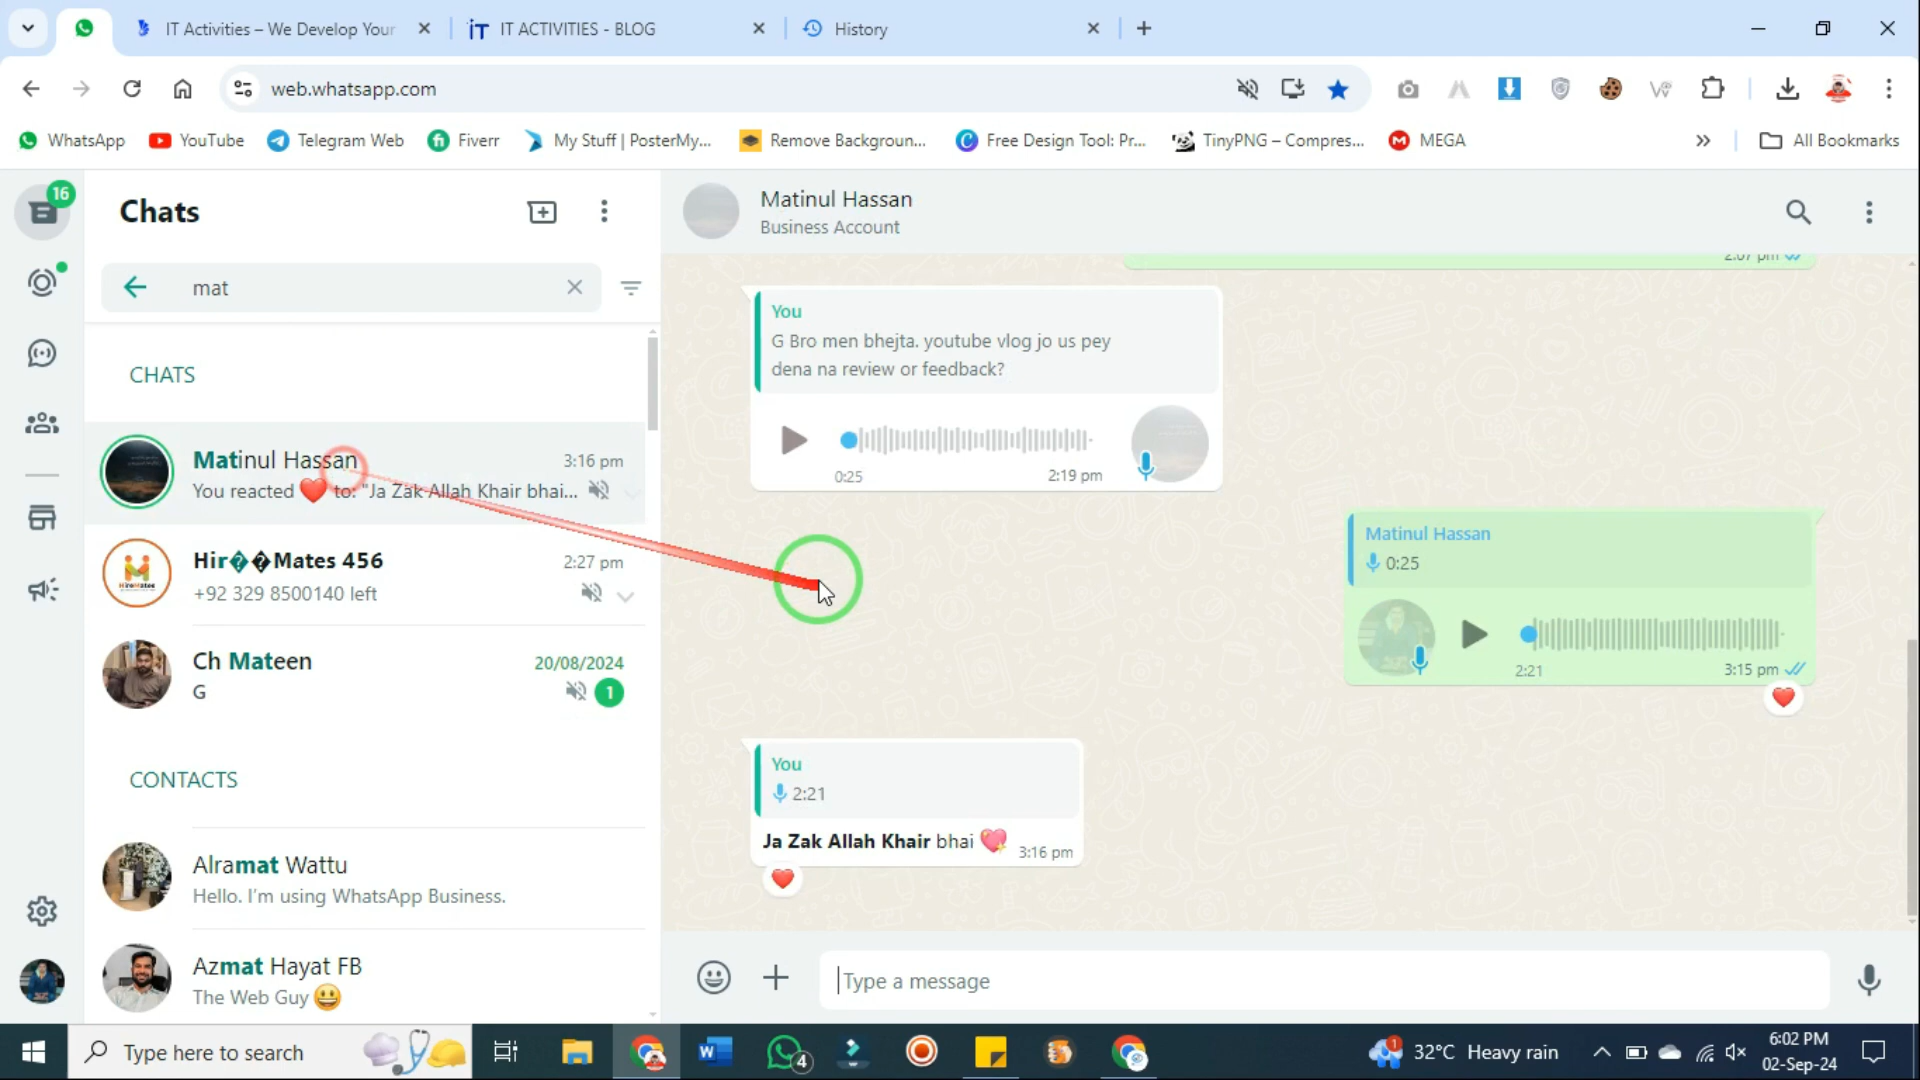 IT Activities – We Develop Your
IT ACTIVITIES - BLOG
History
web.whatsapp.com
WhatsApp
YouTube
Telegram Web
Fiverr
My Stuff | PosterMy...
Remove Backgroun...
Free Design Tool: Pr...
TinyPNG – Compres...
MEGA
All Bookmarks
16
Chats
mat
CHATS
Matinul Hassan
3:16 pm
You reacted ❤️ to: "Ja Zak Allah Khair bhai...
Hir��Mates 456
2:27 pm
+92 329 8500140 left
Ch Mateen
20/08/2024
G
1
CONTACTS
Alramat Wattu
Hello. I'm using WhatsApp Business.
Azmat Hayat FB
The Web Guy 😃
Matinul Hassan
Business Account
2:07 pm
You
G Bro men bhejta. youtube vlog jo us pey
dena na review or feedback?
0:25
2:19 pm
Matinul Hassan
0:25
2:21
3:15 pm
You
2:21
Ja Zak Allah Khair bhai 💖
3:16 pm
Type a message
Type here to search
4
1
32°C Heavy rain
6:02 PM
02-Sep-24